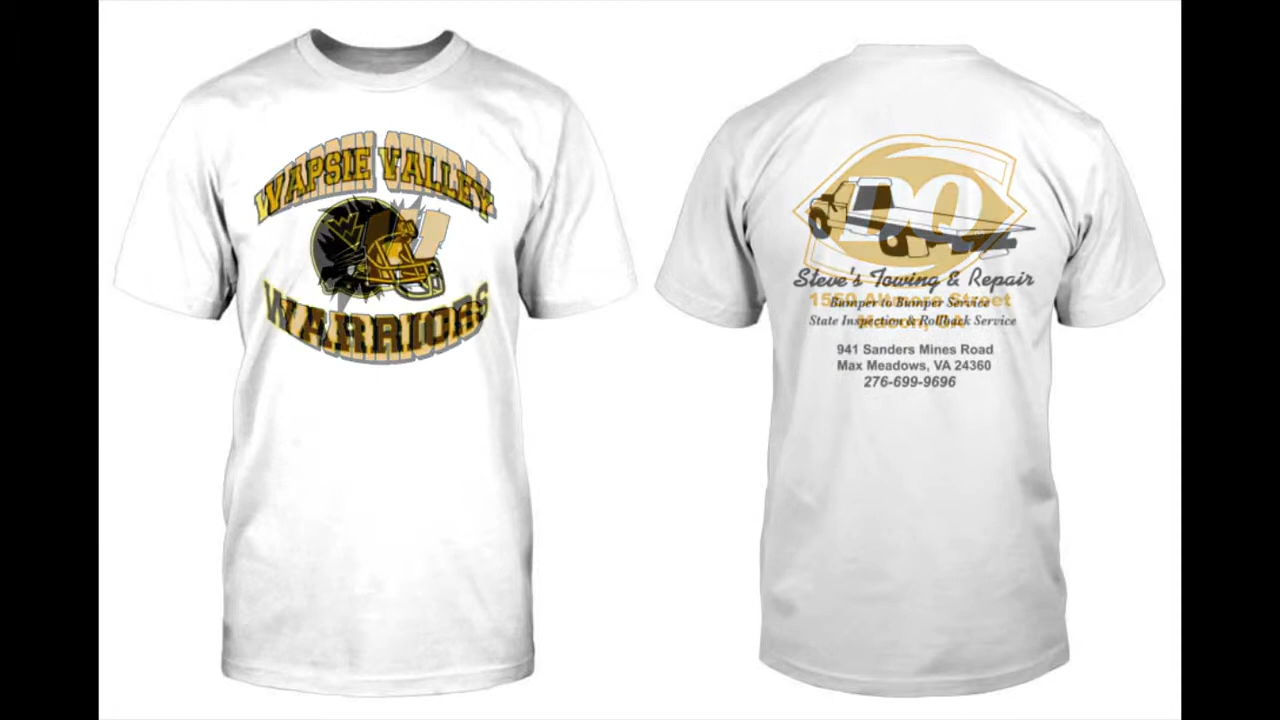 WAPSIE VALLEY
WARRIORS
DQ
Steve's Towing & Repair
Bumper to Bumper Service
State Inspection & Rollback Service
941 Sanders Mines Road
Max Meadows, VA 24360
276-699-9696